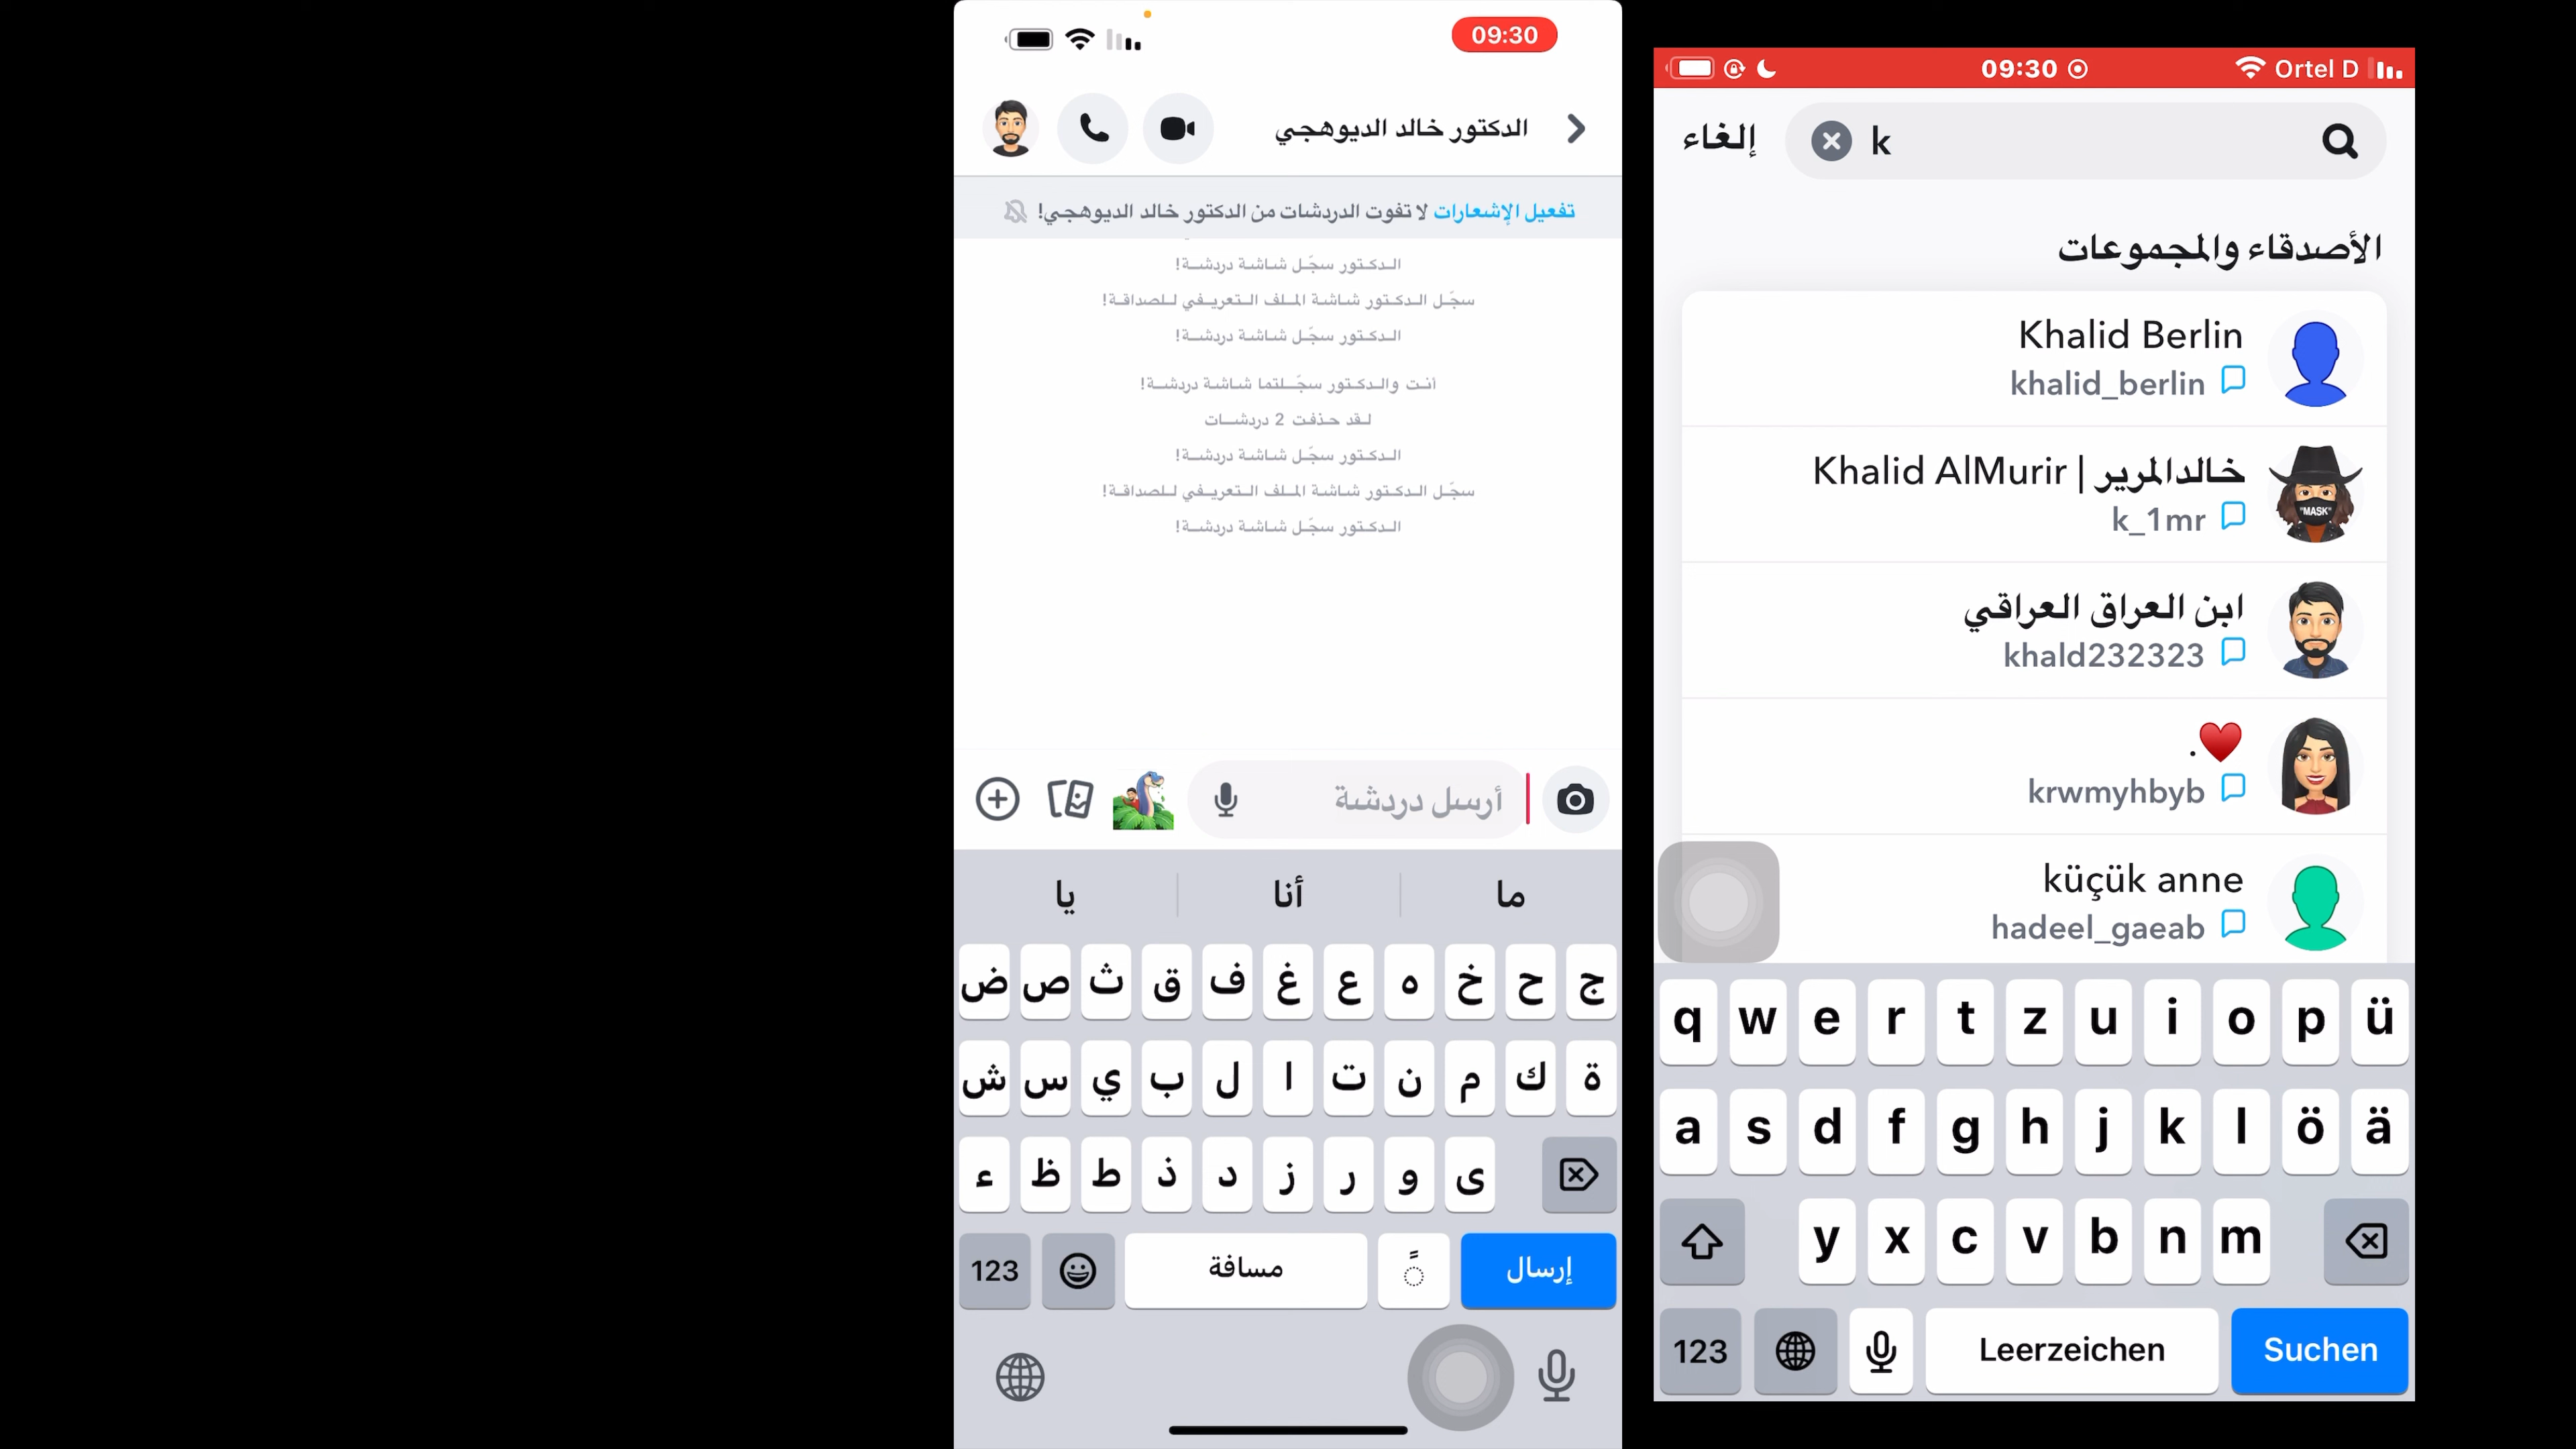 09:30
الدكتور خالد الديوهجي
تفعيل الإشعارات لا تفوت الدردشات من الدكتور خالد الديوهجي!
الدكتور سجّل شاشة دردشة!
سجّل الدكتور شاشة الملف التعريفي للصداقة!
الدكتور سجّل شاشة دردشة!
أنت والدكتور سجّلتما شاشة دردشة!
لقد حذفت 2 دردشات
الدكتور سجّل شاشة دردشة!
سجّل الدكتور شاشة الملف التعريفي للصداقة!
الدكتور سجّل شاشة دردشة!
أرسل دردشة
ما أنا يا
ض ص ث ق ف غ ع ه خ ح ج
ش س ي ب ل ا ت ن م ك ة
ء ظ ط ذ د ز ر و ى
123 مسافة إرسال
09:30 Ortel D
إلغاء k
الأصدقاء والمجموعات
Khalid Berlin
khalid_berlin
Khalid AlMurir | خالدالمرير
k_1mr
"MASK"
ابن العراق العراقي
khald232323
.♥️
krwmyhbyb
küçük anne
hadeel_gaeab
q w e r t z u i o p ü
a s d f g h j k l ö ä
y x c v b n m
123 Leerzeichen Suchen